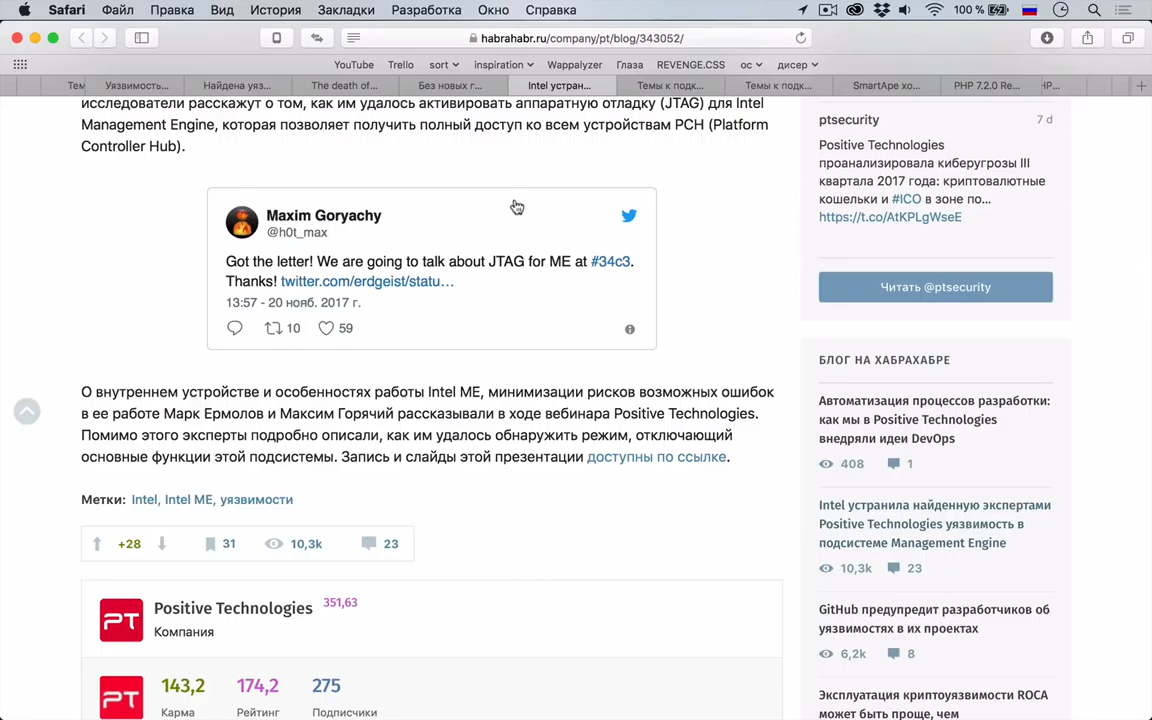 Safari Файл Правка Вид История Закладки Разработка Окно Справка 100 %
habrahabr.ru/company/pt/blog/343052/
YouTube Trello sort inspiration Wappalyzer Глаза REVENGE.CSS ос дисер
Тем Уязвимость... Найдена уяз... The death of... Без новых г... Intel устран... Темы к подк... Темы к подк... SmartApe хо... PHP 7.2.0 Re... HP...
исследователи расскажут о том, как им удалось активировать аппаратную отладку (JTAG) для Intel
Management Engine, которая позволяет получить полный доступ ко всем устройствам PCH (Platform
Controller Hub).
Maxim Goryachy
@h0t_max
Got the letter! We are going to talk about JTAG for ME at #34c3.
Thanks! twitter.com/erdgeist/statu…
13:57 - 20 нояб. 2017 г.
10 59
О внутреннем устройстве и особенностях работы Intel ME, минимизации рисков возможных ошибок
в ее работе Марк Ермолов и Максим Горячий рассказывали в ходе вебинара Positive Technologies.
Помимо этого эксперты подробно описали, как им удалось обнаружить режим, отключающий
основные функции этой подсистемы. Запись и слайды этой презентации доступны по ссылке.
Метки: Intel, Intel ME, уязвимости
+28 31 10,3k 23
PT
Positive Technologies 351,63
Компания
PT
143,2 174,2 275
Карма Рейтинг Подписчики
ptsecurity 7 d
Positive Technologies
проанализировала киберугрозы III
квартала 2017 года: криптовалютные
кошельки и #ICO в зоне по...
https://t.co/AtKPLgWseE
Читать @ptsecurity
БЛОГ НА ХАБРАХАБРЕ
Автоматизация процессов разработки:
как мы в Positive Technologies
внедряли идеи DevOps
408 1
Intel устранила найденную экспертами
Positive Technologies уязвимость в
подсистеме Management Engine
10,3k 23
GitHub предупредит разработчиков об
уязвимостях в их проектах
6,2k 8
Эксплуатация криптоуязвимости ROCA
может быть проще, чем